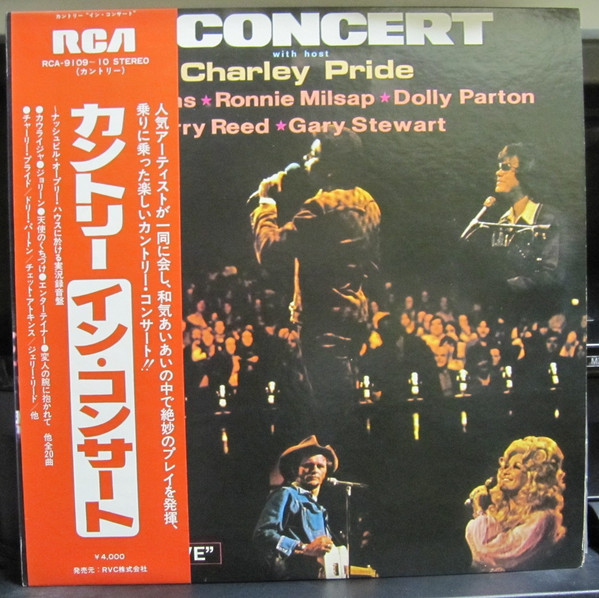 カントリー“イン・コンサート”
RCA
RCA-9109~10 STEREO
(カントリー)
人気アーティストが一同に会し、和気あいあいの中で絶妙のプレイを発揮、
乗りに乗った楽しいカントリー・コンサート!!
カントリー イン・コンサート
—ナッシュビル・オープリー・ハウスに於ける実況録音盤
●カウライジャ●ジョリーン●天使のくちづけ●エンターテイナー●変人の腕に抱かれて 他全20曲
●チャーリー・プライド/ドリー・パートン/チェット・アトキンス/ジェリー・リード/他
¥4,000
発売元:RVC株式会社
CONCERT
with host
Charley Pride
ns★Ronnie Milsap★Dolly Parton
rry Reed ★Gary Stewart
VE”